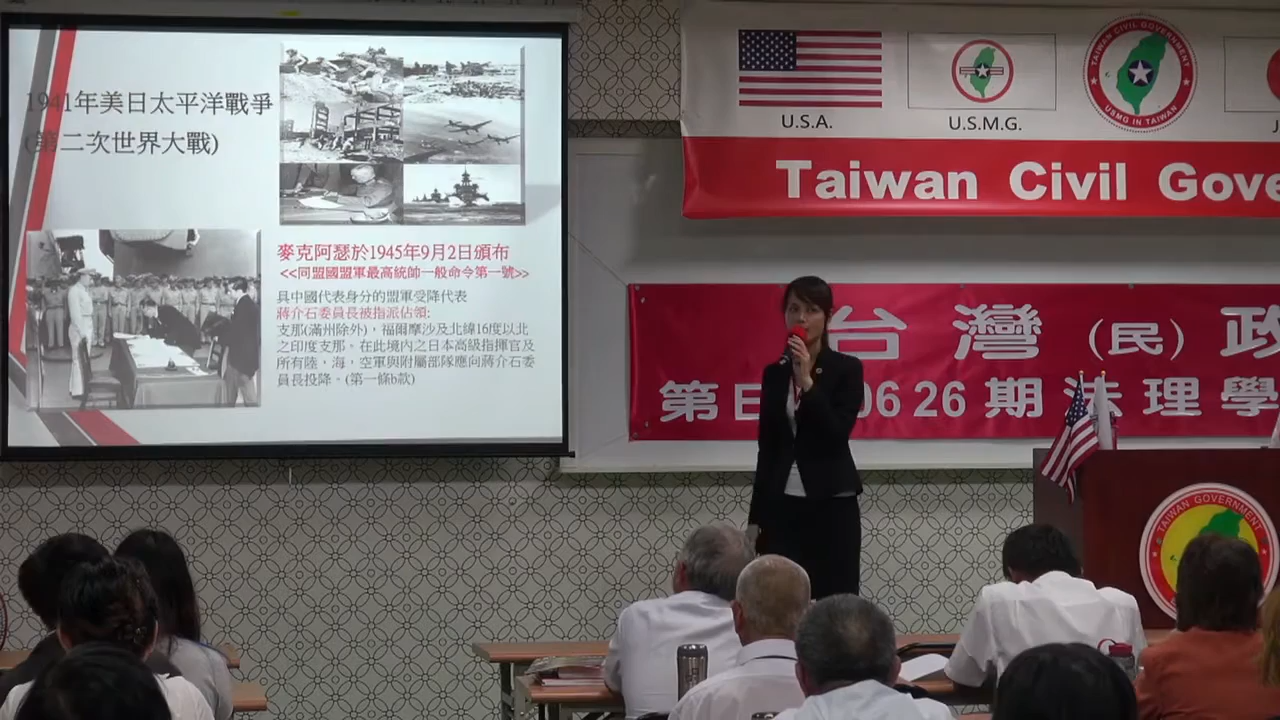 1941年美日太平洋戰爭
(第二次世界大戰)
麥克阿瑟於1945年9月2日頒布
<<同盟國盟軍最高統帥一般命令第一號>>
具中國代表身分的盟軍受降代表
蔣介石委員長被指派佔領:
支那(滿州除外)，福爾摩沙及北緯16度以北
之印度支那。在此境內之日本高級指揮官及
所有陸，海，空軍與附屬部隊應向蔣介石委
員長投降。(第一條b款)
U.S.A.
U.S.M.G.
TAIWAN CIVIL GOVERNMENT
USMG IN TAIWAN
J
Taiwan Civil Gove
台灣(民)政
第日 0626期法理學
TAIWAN GOVERNMENT